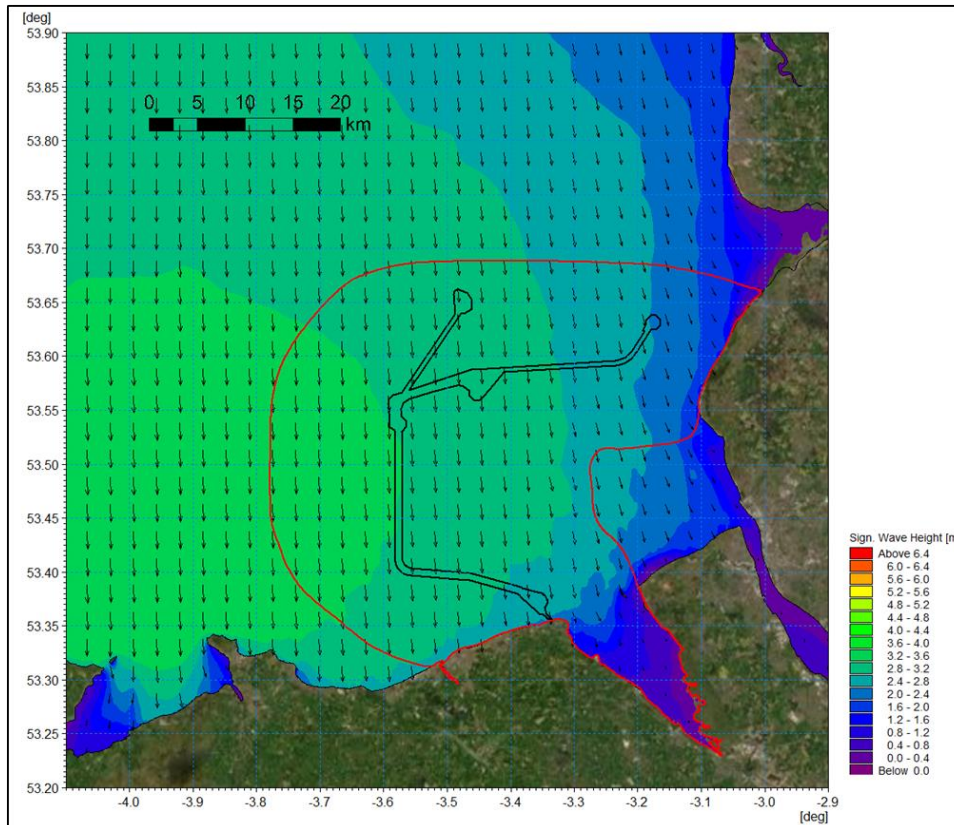 [deg]
53.90
53.85
53.80
53.75
53.70
53.65
53.60
53.55
53.50
53.45
53.40
53.35
53.30
53.25
53.20
0 5 10 15 20
km
-4.0 -3.9 -3.8 -3.7 -3.6 -3.5 -3.4 -3.3 -3.2 -3.1 -3.0 -2.9
[deg]
Sign. Wave Height [m
Above 6.4
6.0 - 6.4
5.6 - 6.0
5.2 - 5.6
4.8 - 5.2
4.4 - 4.8
4.0 - 4.4
3.6 - 4.0
3.2 - 3.6
2.8 - 3.2
2.4 - 2.8
2.0 - 2.4
1.6 - 2.0
1.2 - 1.6
0.8 - 1.2
0.4 - 0.8
0.0 - 0.4
Below 0.0